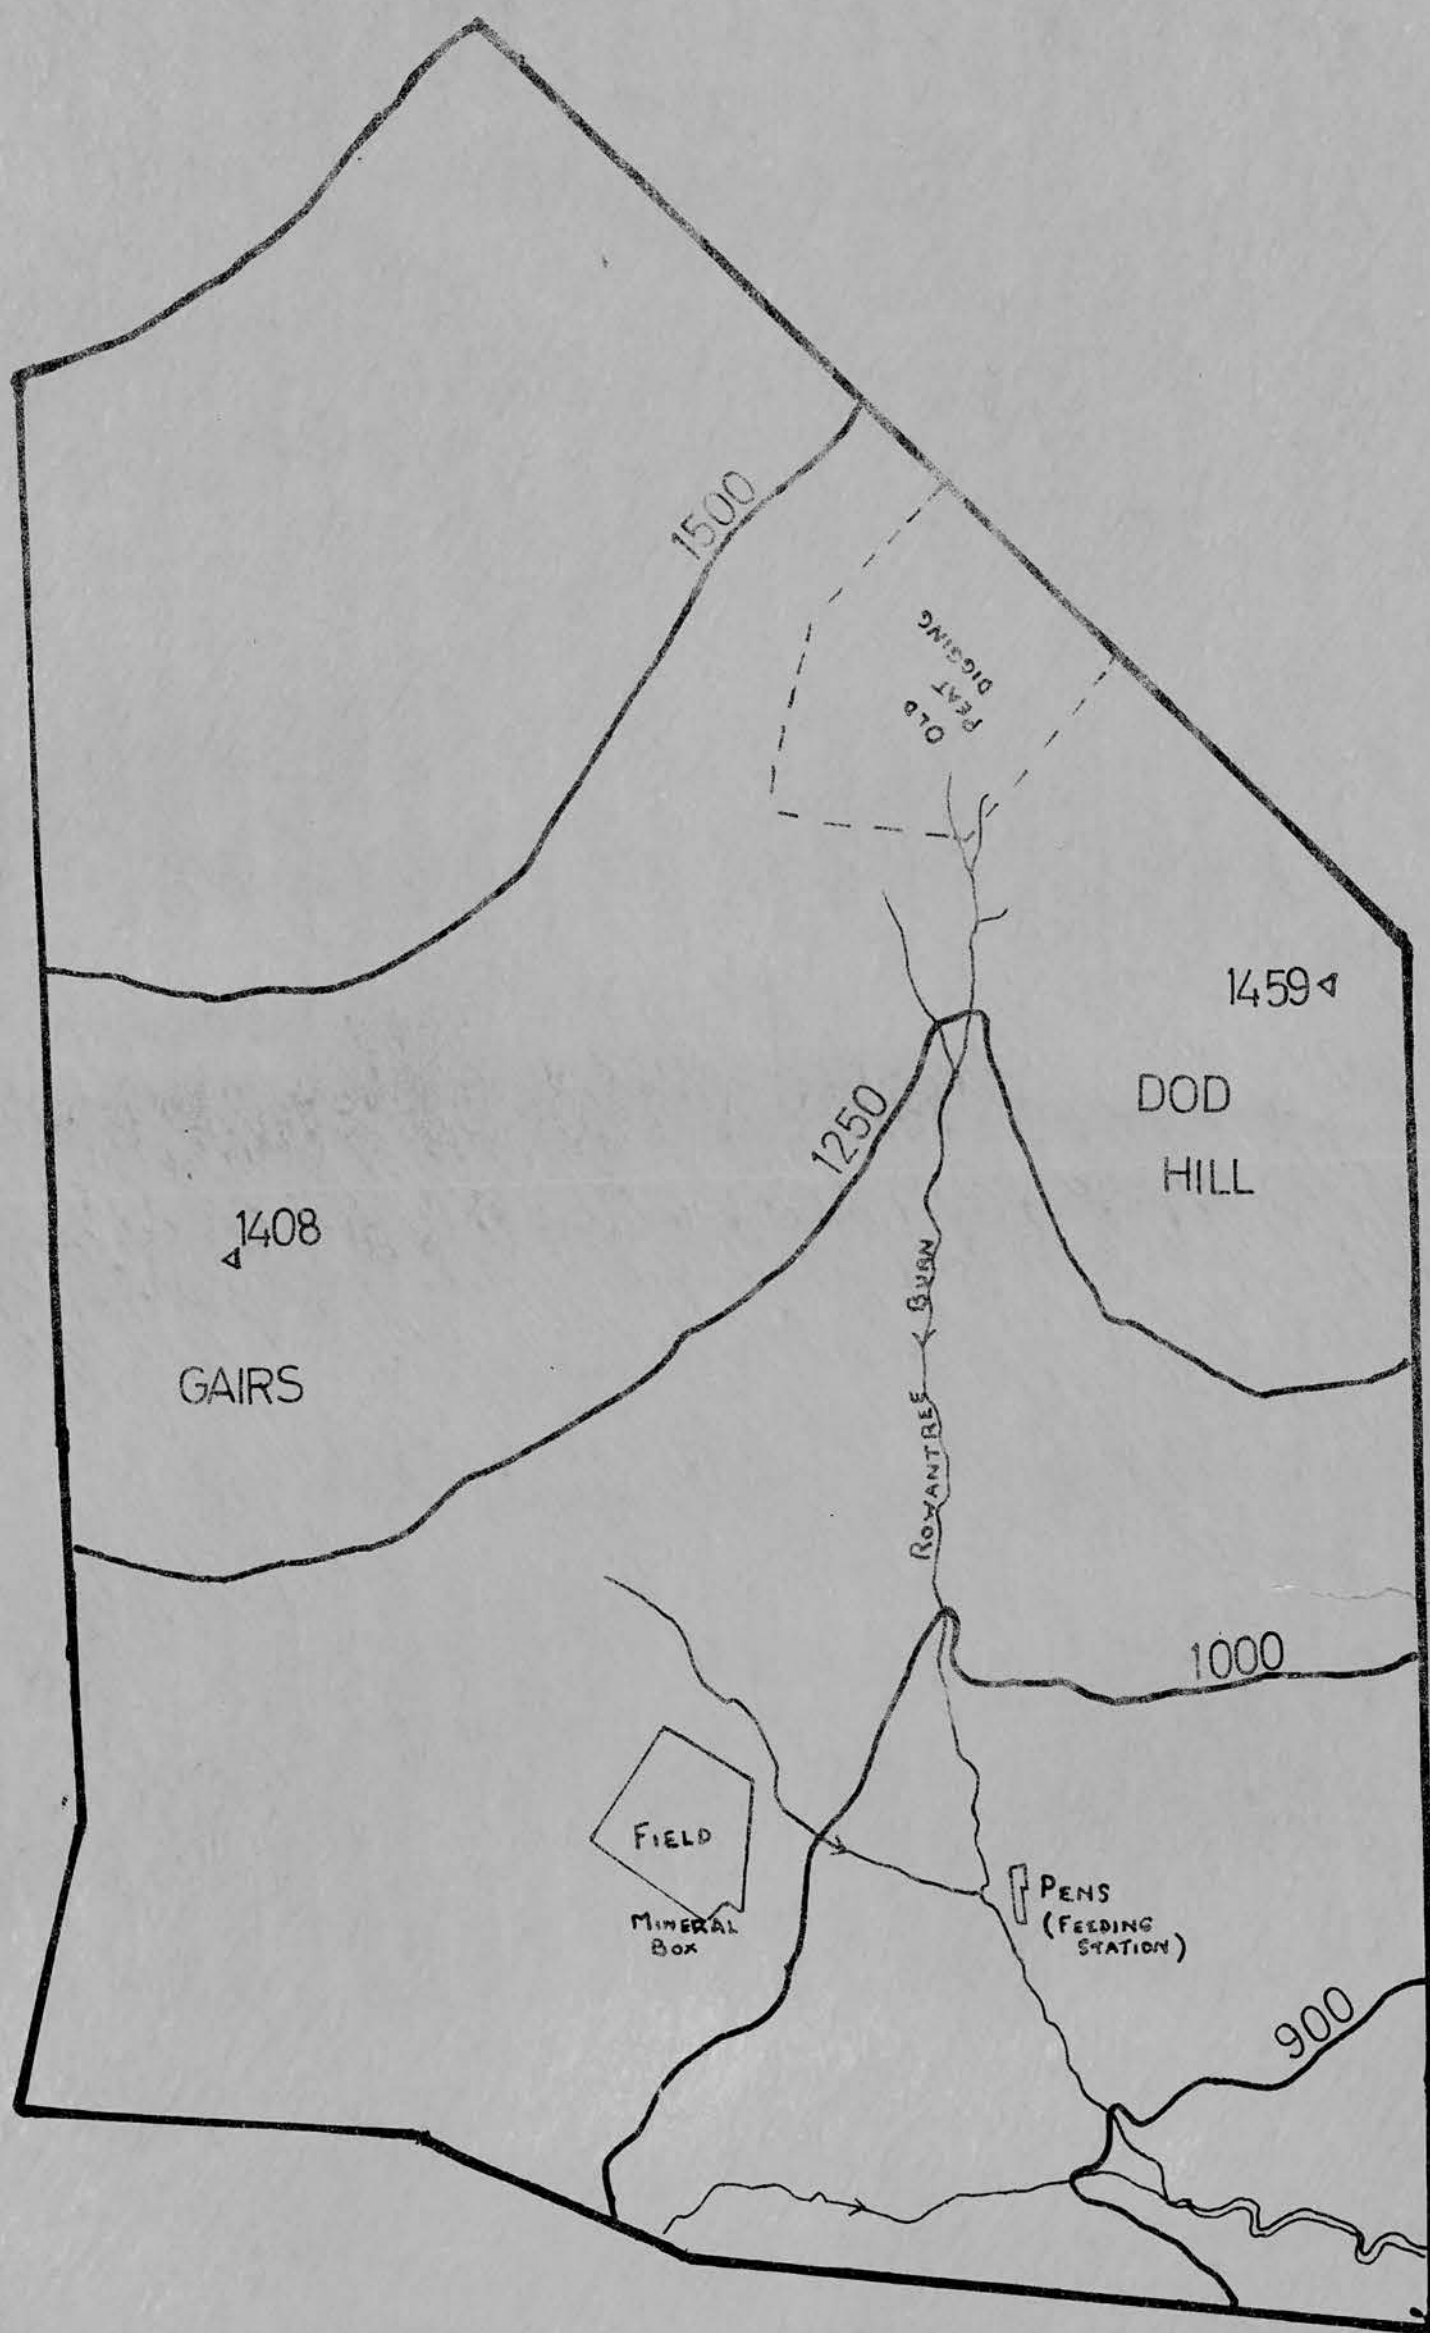 1500
OLD
PEAT
DIGGING
1459
DOD
HILL
1250
1408
GAIRS
ROWANTREE BURN
1000
FIELD
MINERAL
BOX
PENS
(FEEDING
STATION)
900